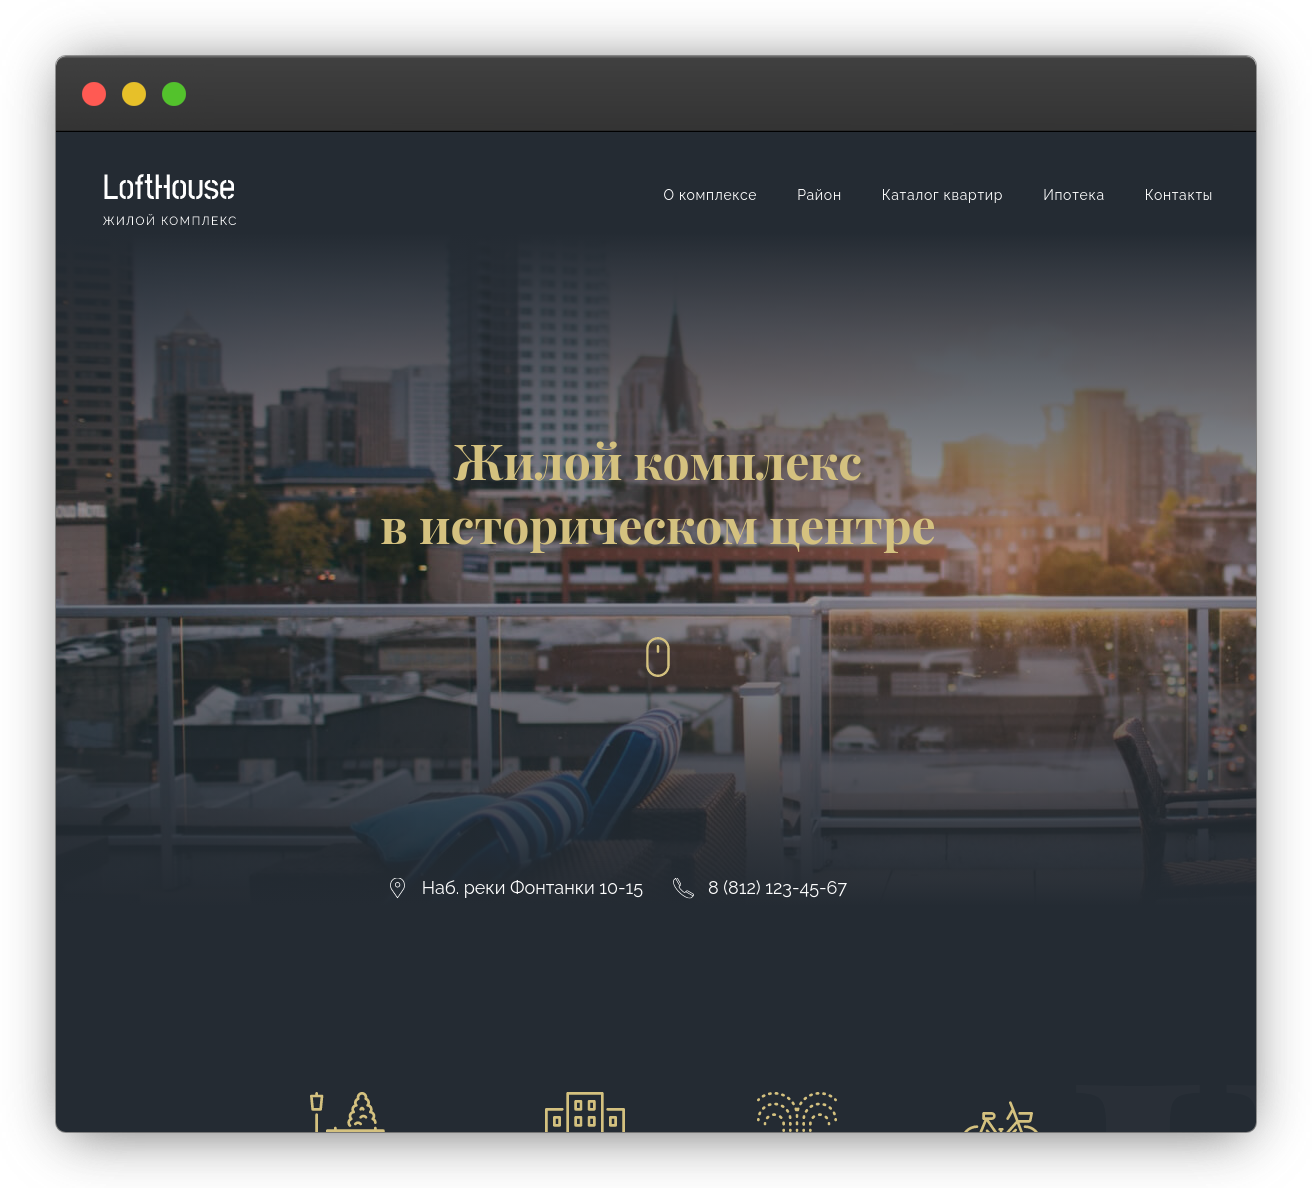 LoftHouse
ЖИЛОЙ КОМПЛЕКС
О комплексе Район Каталог квартир Ипотека Контакты
Жилой комплекс
в историческом центре
Наб. реки Фонтанки 10-15 8 (812) 123-45-67